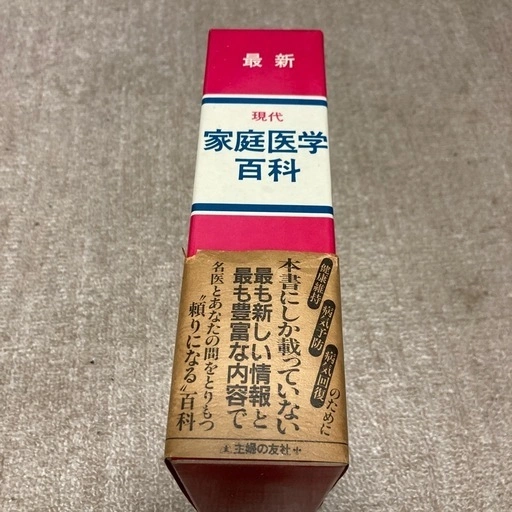 最新
現代
家庭医学
百科
健康維持 病気予防 病気回復 のために
本書にしか載っていない
最も新しい情報と
最も豊富な内容で
名医とあなたの間をとりもつ
“頼りになる”百科
主婦の友社